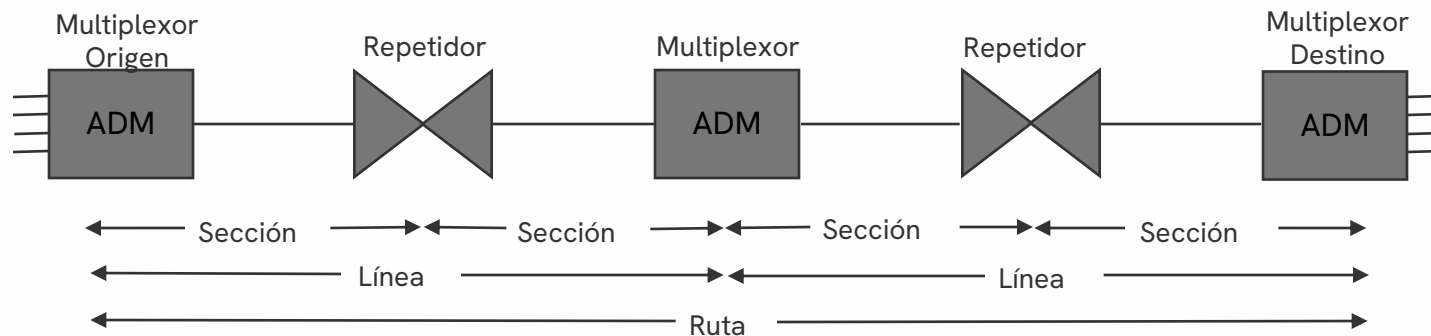 Multiplexor
Origen
Repetidor
Multiplexor
Repetidor
Multiplexor
Destino
ADM
ADM
ADM
Sección
Sección
Sección
Sección
Línea
Línea
Ruta